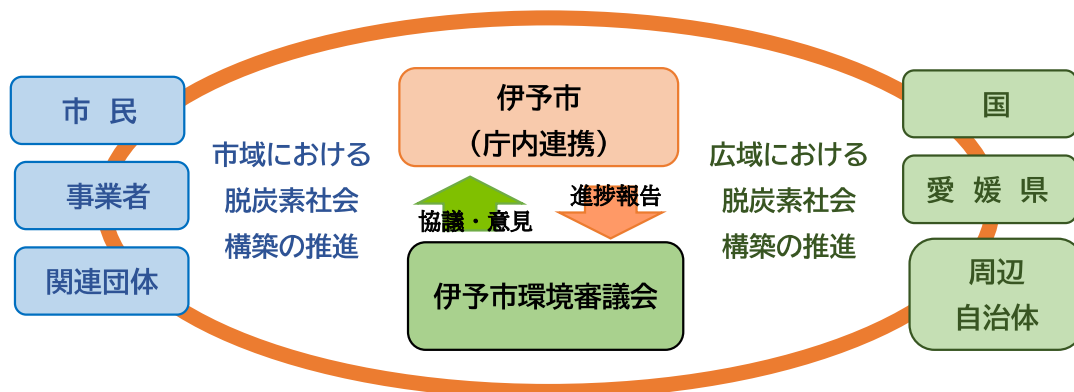 市 民
事業者
関連団体
市域における
脱炭素社会
構築の推進
伊予市
(庁内連携)
協議・意見
進捗報告
伊予市環境審議会
広域における
脱炭素社会
構築の推進
国
愛 媛 県
周辺
自治体